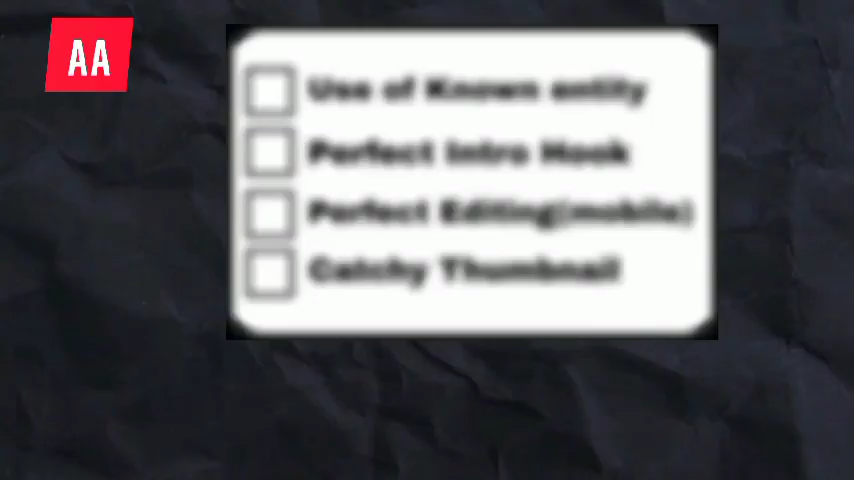 AA
Use of Known entity
Perfect Intro Hook
Perfect Editing(mobile)
Catchy Thumbnail